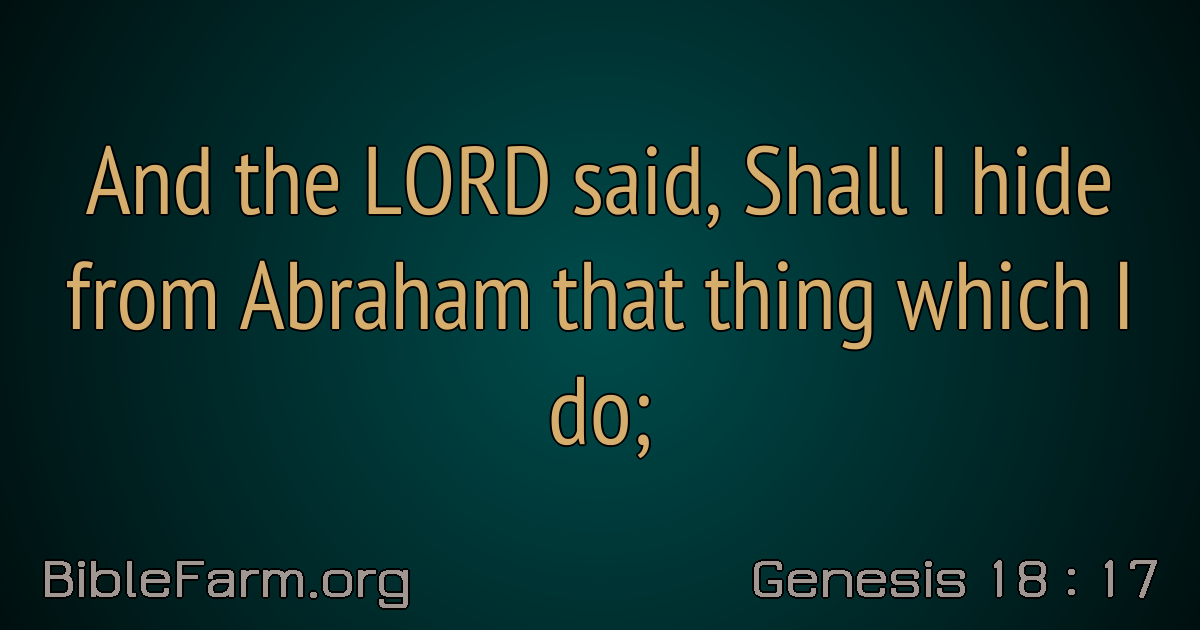 And the LORD said, Shall I hide
from Abraham that thing which I
do;
BibleFarm.org
Genesis 18 : 17